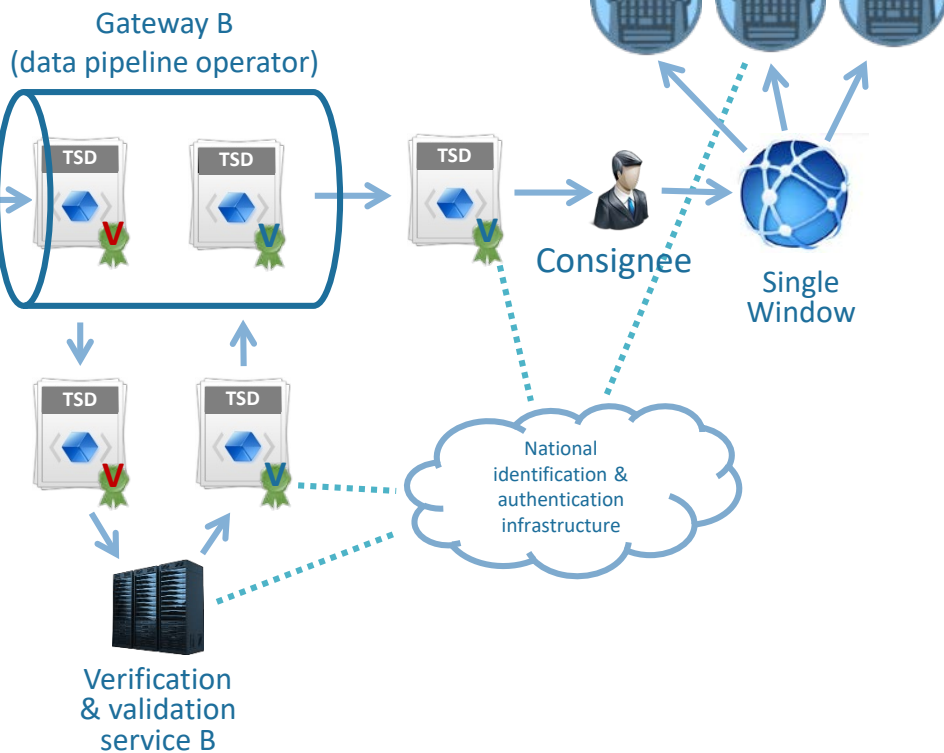 Gateway B
(data pipeline operator)
TSD
TSD
TSD
V
V
V
Consignee
Single
Window
TSD
TSD
V
V
National
identification &
authentication
infrastructure
Verification
& validation
service B